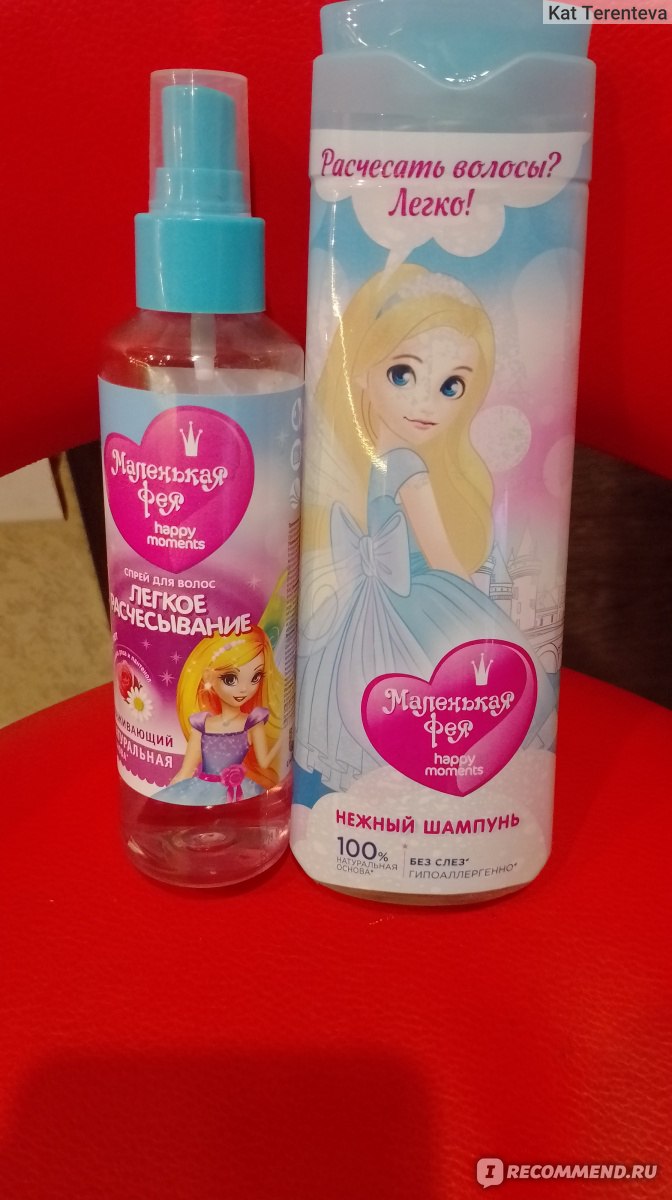 Kat Terenteva
Расчесать волосы?
Легко!
Маленькая
фея
happy
moments
СПРЕЙ ДЛЯ ВОЛОС
ЛЕГКОЕ
РАСЧЕСЫВАНИЕ
Маленькая
фея
happy
moments
НЕЖНЫЙ ШАМПУНЬ
100%
НАТУРАЛЬНАЯ
ОСНОВА*
БЕЗ СЛЕЗ*
ГИПОАЛЛЕРГЕННО*
IRECOMMEND.RU